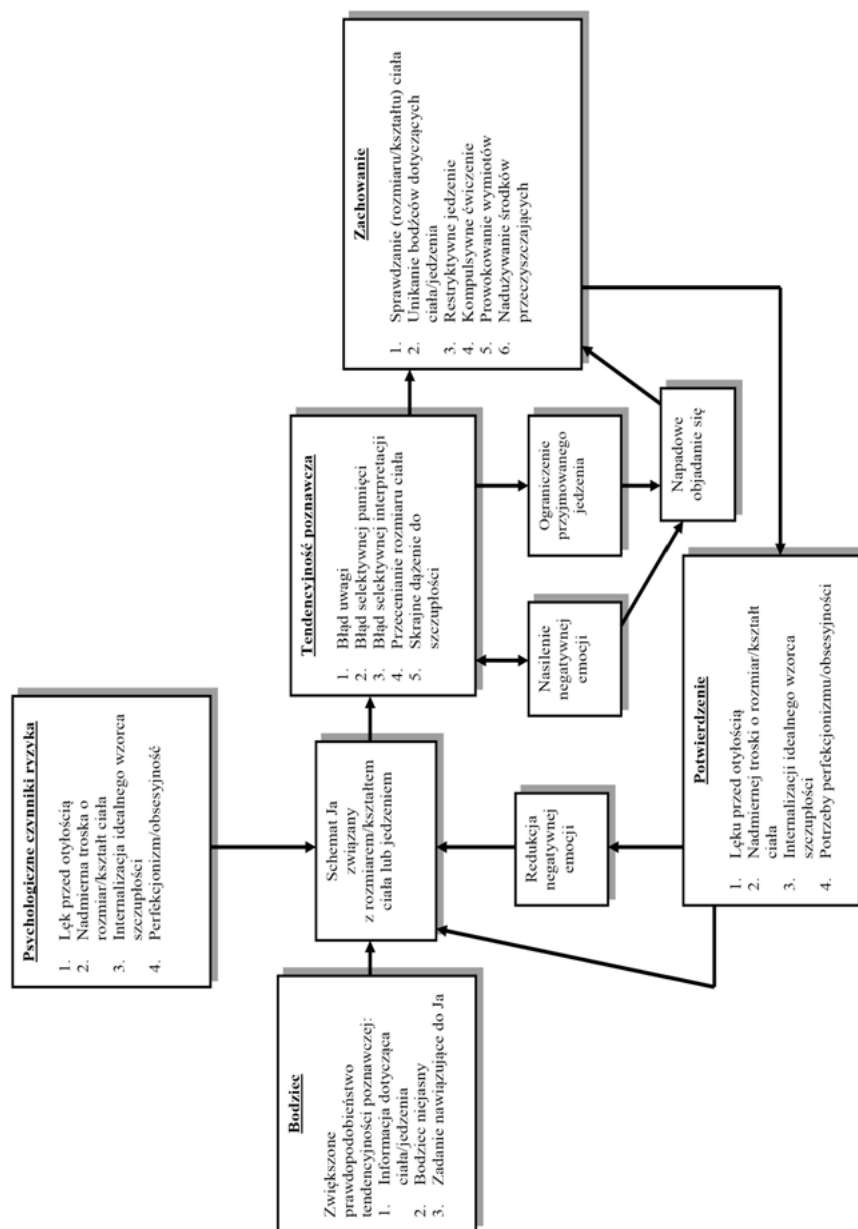 Psychologiczne czynniki ryzyka
1. Lęk przed otyłością
2. Nadmierna troska o
rozmiar/kształt ciała
3. Internalizacja idealnego wzorca
szczupłości
4. Perfekcjonizm/obsesyjność
Bodziec
Zwiększone
prawdopodobieństwo
tendencyjności poznawczej:
1. Informacja dotycząca
ciała/jedzenia
2. Bodziec niejasny
3. Zadanie nawiązujące do Ja
Schemat Ja
związany
z rozmiarem/kształtem
ciała lub jedzeniem
Tendencyjność poznawcza
1. Błąd uwagi
2. Błąd selektywnej pamięci
3. Błąd selektywnej interpretacji
4. Przecenianie rozmiaru ciała
5. Skrajne dążenie do
szczupłości
Zachowanie
1. Sprawdzanie (rozmiaru/kształtu) ciała
2. Unikanie bodźców dotyczących
ciała/jedzenia
3. Restryktywne jedzenie
4. Kompulsywne ćwiczenie
5. Prowokowanie wymiotów
6. Nadużywanie środków
przeczyszczających
Redukcja
negatywnej
emocji
Nasilenie
negatywnej
emocji
Ograniczenie
przyjmowanego
jedzenia
Napadowe
objadanie się
Potwierdzenie
1. Lęku przed otyłością
2. Nadmiernej troski o rozmiar/kształt
ciała
3. Internalizacji idealnego wzorca
szczupłości
4. Potrzeby perfekcjonizmu/obsesyjności